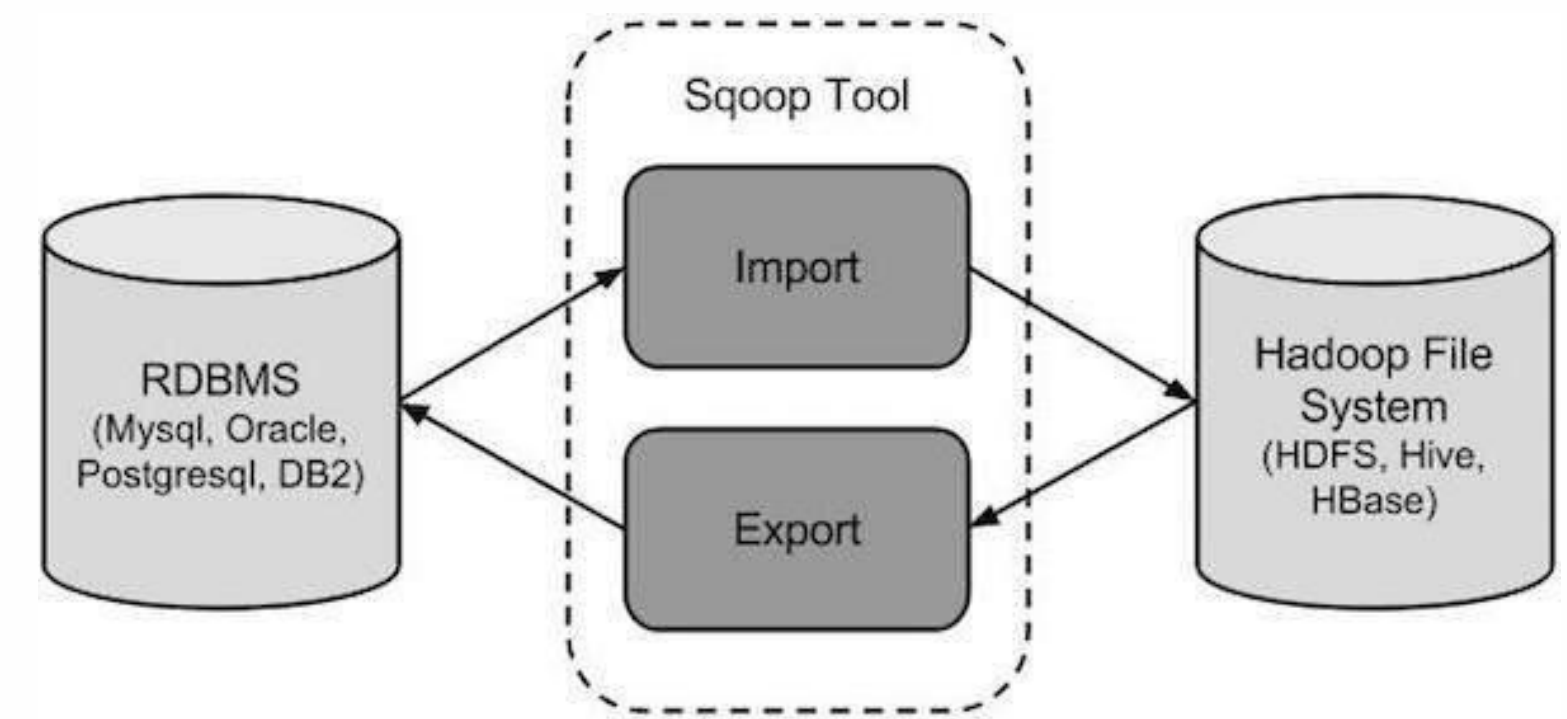 Sqoop Tool
Import
Export
RDBMS
(Mysql, Oracle,
Postgresql, DB2)
Hadoop File
System
(HDFS, Hive,
HBase)